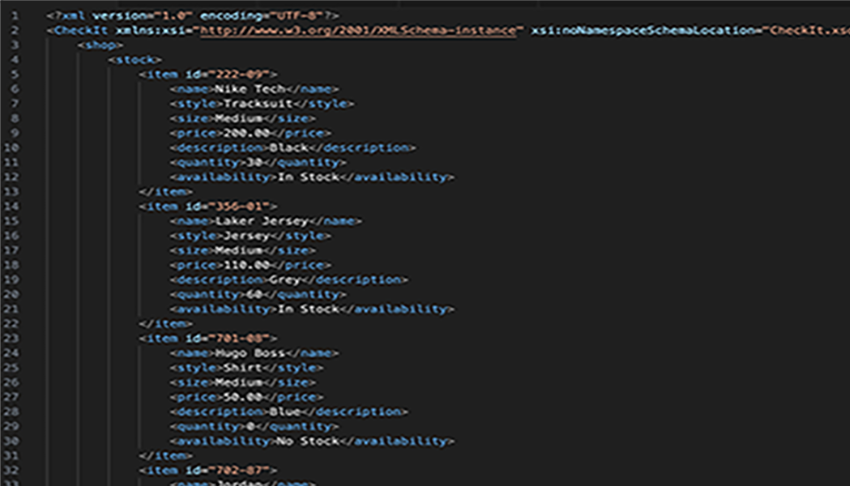 1 <?xml version="1.0" encoding="UTF-8"?>
2 <CheckIt xmlns:xsi="http://www.w3.org/2001/XMLSchema-instance" xsi:noNamespaceSchemaLocation="CheckIt.xsd
3 <shop>
4 <stock>
5 <item id="222-09">
6 <name>Nike Tech</name>
7 <style>Tracksuit</style>
8 <size>Medium</size>
9 <price>200.00</price>
10 <description>Black</description>
11 <quantity>30</quantity>
12 <availability>In Stock</availability>
13 </item>
14 <item id="356-01">
15 <name>Laker Jersey</name>
16 <style>Jersey</style>
17 <size>Medium</size>
18 <price>110.00</price>
19 <description>Grey</description>
20 <quantity>60</quantity>
21 <availability>In Stock</availability>
22 </item>
23 <item id="701-08">
24 <name>Hugo Boss</name>
25 <style>Shirt</style>
26 <size>Medium</size>
27 <price>50.00</price>
28 <description>Blue</description>
29 <quantity>0</quantity>
30 <availability>No Stock</availability>
31 </item>
32 <item id="702-87">
33 <name>Jordan</name>